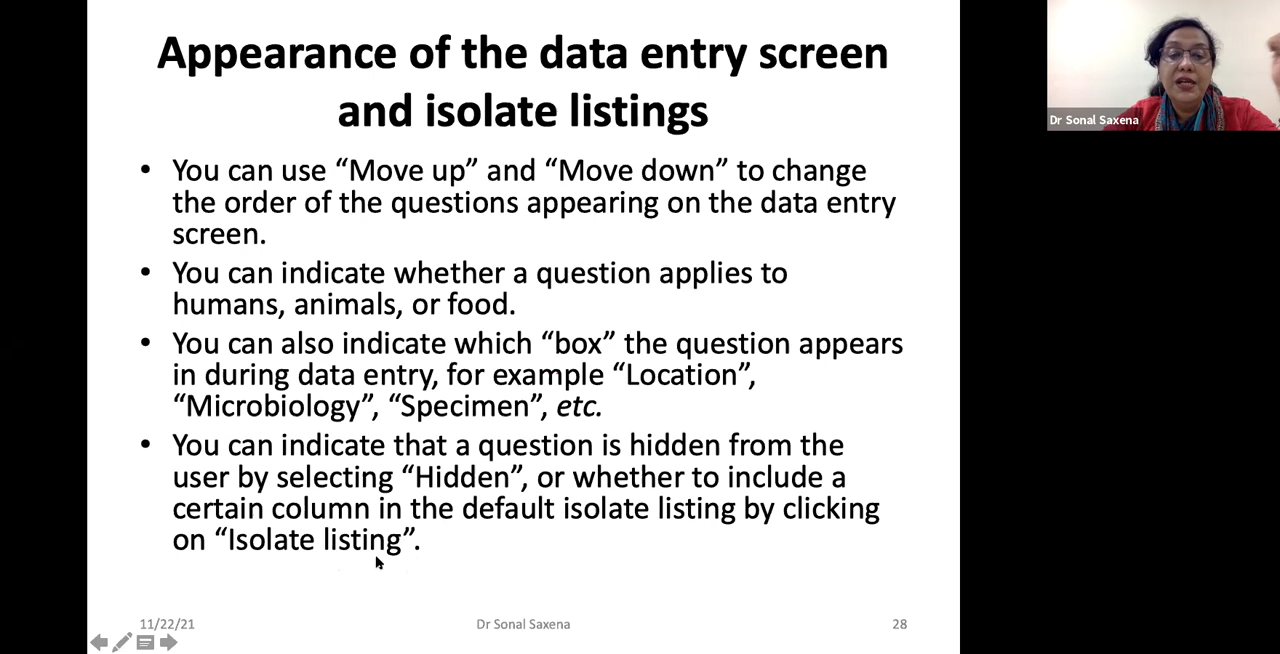 Appearance of the data entry screen
and isolate listings
• You can use “Move up” and “Move down” to change
the order of the questions appearing on the data entry
screen.
• You can indicate whether a question applies to
humans, animals, or food.
• You can also indicate which “box” the question appears
in during data entry, for example “Location”,
“Microbiology”, “Specimen”, etc.
• You can indicate that a question is hidden from the
user by selecting “Hidden”, or whether to include a
certain column in the default isolate listing by clicking
on “Isolate listing”.
11/22/21
Dr Sonal Saxena
28
Dr Sonal Saxena